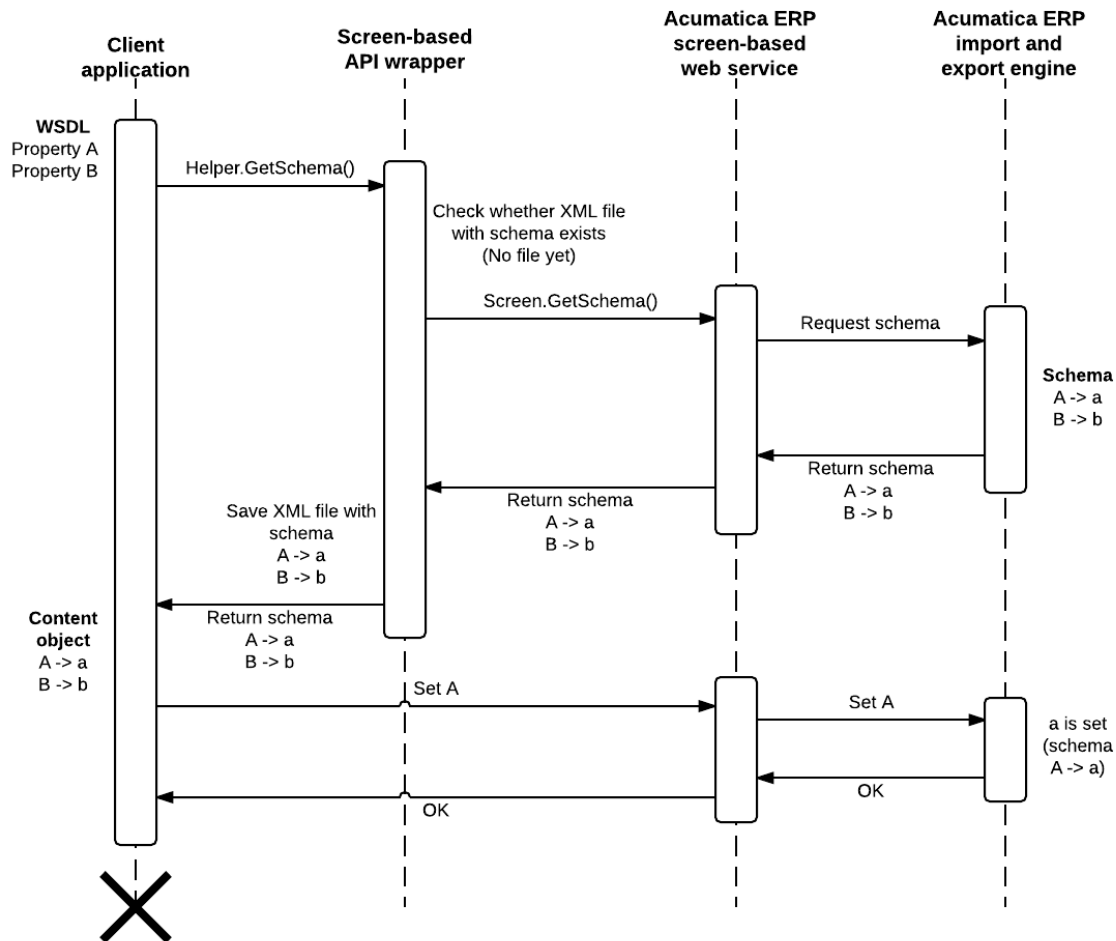 Client
application
Screen-based
API wrapper
Acumatica ERP
screen-based
web service
Acumatica ERP
import and
export engine
WSDL
Property A
Property B
Helper.GetSchema()
Check whether XML file
with schema exists
(No file yet)
Screen.GetSchema()
Request schema
Schema
A -> a
B -> b
Return schema
A -> a
B -> b
Return schema
A -> a
B -> b
Save XML file with
schema
A -> a
B -> b
Return schema
A -> a
B -> b
Content
object
A -> a
B -> b
Set A
Set A
a is set
(schema
A -> a)
OK
OK